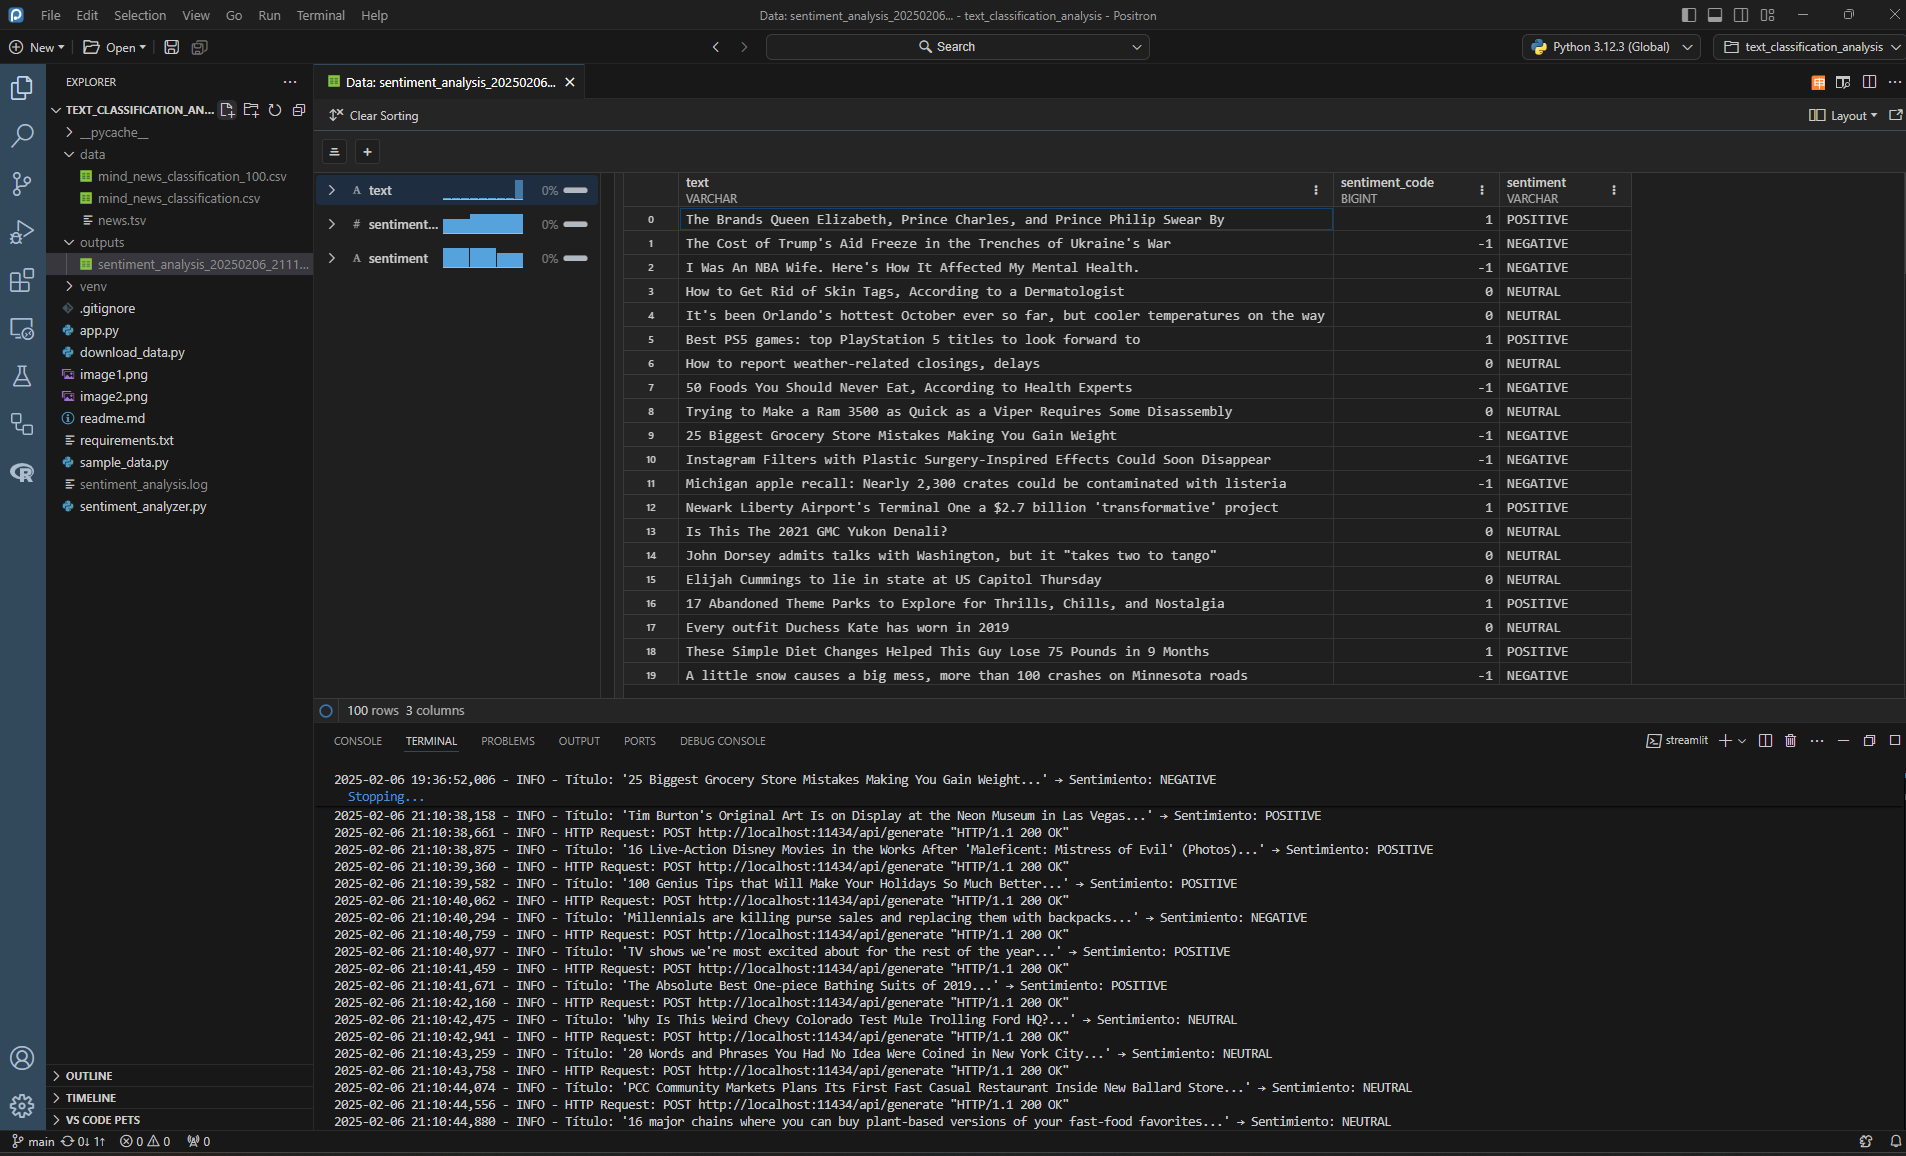 File Edit Selection View Go Run Terminal Help
Data: sentiment_analysis_20250206... - text_classification_analysis - Positron
New Open
Search
Python 3.12.3 (Global)
text_classification_analysis
EXPLORER
TEXT_CLASSIFICATION_AN...
__pycache__
data
mind_news_classification_100.csv
mind_news_classification.csv
news.tsv
outputs
sentiment_analysis_20250206_2111...
venv
.gitignore
app.py
download_data.py
image1.png
image2.png
readme.md
requirements.txt
sample_data.py
sentiment_analysis.log
sentiment_analyzer.py
OUTLINE
TIMELINE
VS CODE PETS
Data: sentiment_analysis_20250206...
Clear Sorting
Layout
A text 0%
# sentiment... 0%
A sentiment 0%
text sentiment_code sentiment
VARCHAR BIGINT VARCHAR
0 The Brands Queen Elizabeth, Prince Charles, and Prince Philip Swear By 1 POSITIVE
1 The Cost of Trump's Aid Freeze in the Trenches of Ukraine's War -1 NEGATIVE
2 I Was An NBA Wife. Here's How It Affected My Mental Health. -1 NEGATIVE
3 How to Get Rid of Skin Tags, According to a Dermatologist 0 NEUTRAL
4 It's been Orlando's hottest October ever so far, but cooler temperatures on the way 0 NEUTRAL
5 Best PS5 games: top PlayStation 5 titles to look forward to 1 POSITIVE
6 How to report weather-related closings, delays 0 NEUTRAL
7 50 Foods You Should Never Eat, According to Health Experts -1 NEGATIVE
8 Trying to Make a Ram 3500 as Quick as a Viper Requires Some Disassembly 0 NEUTRAL
9 25 Biggest Grocery Store Mistakes Making You Gain Weight -1 NEGATIVE
10 Instagram Filters with Plastic Surgery-Inspired Effects Could Soon Disappear -1 NEGATIVE
11 Michigan apple recall: Nearly 2,300 crates could be contaminated with listeria -1 NEGATIVE
12 Newark Liberty Airport's Terminal One a $2.7 billion 'transformative' project 1 POSITIVE
13 Is This The 2021 GMC Yukon Denali? 0 NEUTRAL
14 John Dorsey admits talks with Washington, but it "takes two to tango" 0 NEUTRAL
15 Elijah Cummings to lie in state at US Capitol Thursday 0 NEUTRAL
16 17 Abandoned Theme Parks to Explore for Thrills, Chills, and Nostalgia 1 POSITIVE
17 Every outfit Duchess Kate has worn in 2019 0 NEUTRAL
18 These Simple Diet Changes Helped This Guy Lose 75 Pounds in 9 Months 1 POSITIVE
19 A little snow causes a big mess, more than 100 crashes on Minnesota roads -1 NEGATIVE
100 rows 3 columns
CONSOLE TERMINAL PROBLEMS OUTPUT PORTS DEBUG CONSOLE
streamlit
2025-02-06 19:36:52,006 - INFO - Título: '25 Biggest Grocery Store Mistakes Making You Gain Weight...' → Sentimiento: NEGATIVE
Stopping...
2025-02-06 21:10:38,158 - INFO - Título: 'Tim Burton's Original Art Is on Display at the Neon Museum in Las Vegas...' → Sentimiento: POSITIVE
2025-02-06 21:10:38,661 - INFO - HTTP Request: POST http://localhost:11434/api/generate "HTTP/1.1 200 OK"
2025-02-06 21:10:38,875 - INFO - Título: '16 Live-Action Disney Movies in the Works After 'Maleficent: Mistress of Evil' (Photos)...' → Sentimiento: POSITIVE
2025-02-06 21:10:39,360 - INFO - HTTP Request: POST http://localhost:11434/api/generate "HTTP/1.1 200 OK"
2025-02-06 21:10:39,582 - INFO - Título: '100 Genius Tips that Will Make Your Holidays So Much Better...' → Sentimiento: POSITIVE
2025-02-06 21:10:40,062 - INFO - HTTP Request: POST http://localhost:11434/api/generate "HTTP/1.1 200 OK"
2025-02-06 21:10:40,294 - INFO - Título: 'Millennials are killing purse sales and replacing them with backpacks...' → Sentimiento: NEGATIVE
2025-02-06 21:10:40,759 - INFO - HTTP Request: POST http://localhost:11434/api/generate "HTTP/1.1 200 OK"
2025-02-06 21:10:40,977 - INFO - Título: 'TV shows we're most excited about for the rest of the year...' → Sentimiento: POSITIVE
2025-02-06 21:10:41,459 - INFO - HTTP Request: POST http://localhost:11434/api/generate "HTTP/1.1 200 OK"
2025-02-06 21:10:41,671 - INFO - Título: 'The Absolute Best One-piece Bathing Suits of 2019...' → Sentimiento: POSITIVE
2025-02-06 21:10:42,160 - INFO - HTTP Request: POST http://localhost:11434/api/generate "HTTP/1.1 200 OK"
2025-02-06 21:10:42,475 - INFO - Título: 'Why Is This Weird Chevy Colorado Test Mule Trolling Ford HQ?...' → Sentimiento: NEUTRAL
2025-02-06 21:10:42,941 - INFO - HTTP Request: POST http://localhost:11434/api/generate "HTTP/1.1 200 OK"
2025-02-06 21:10:43,259 - INFO - Título: '20 Words and Phrases You Had No Idea Were Coined in New York City...' → Sentimiento: NEUTRAL
2025-02-06 21:10:43,758 - INFO - HTTP Request: POST http://localhost:11434/api/generate "HTTP/1.1 200 OK"
2025-02-06 21:10:44,074 - INFO - Título: 'PCC Community Markets Plans Its First Fast Casual Restaurant Inside New Ballard Store...' → Sentimiento: NEUTRAL
2025-02-06 21:10:44,556 - INFO - HTTP Request: POST http://localhost:11434/api/generate "HTTP/1.1 200 OK"
2025-02-06 21:10:44,880 - INFO - Título: '16 major chains where you can buy plant-based versions of your fast-food favorites...' → Sentimiento: NEUTRAL
main 0↓ 1↑ 0 0 0